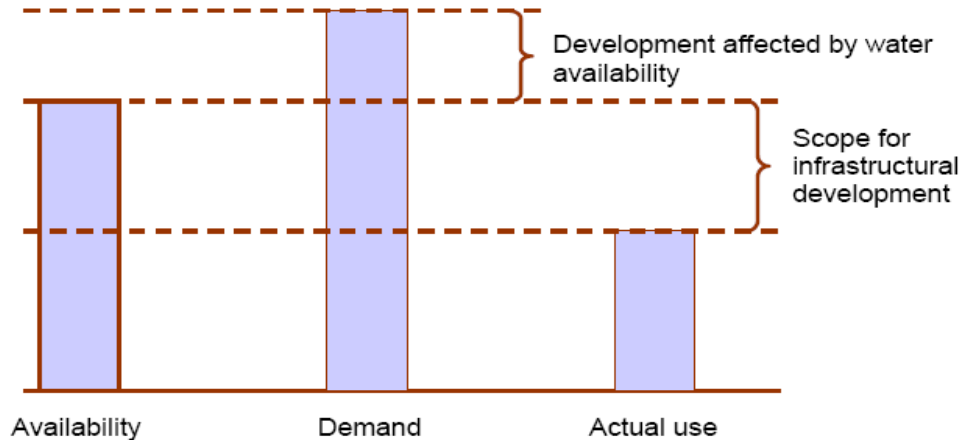 Development affected by water
availability
Scope for
infrastructural
development
Availability
Demand
Actual use